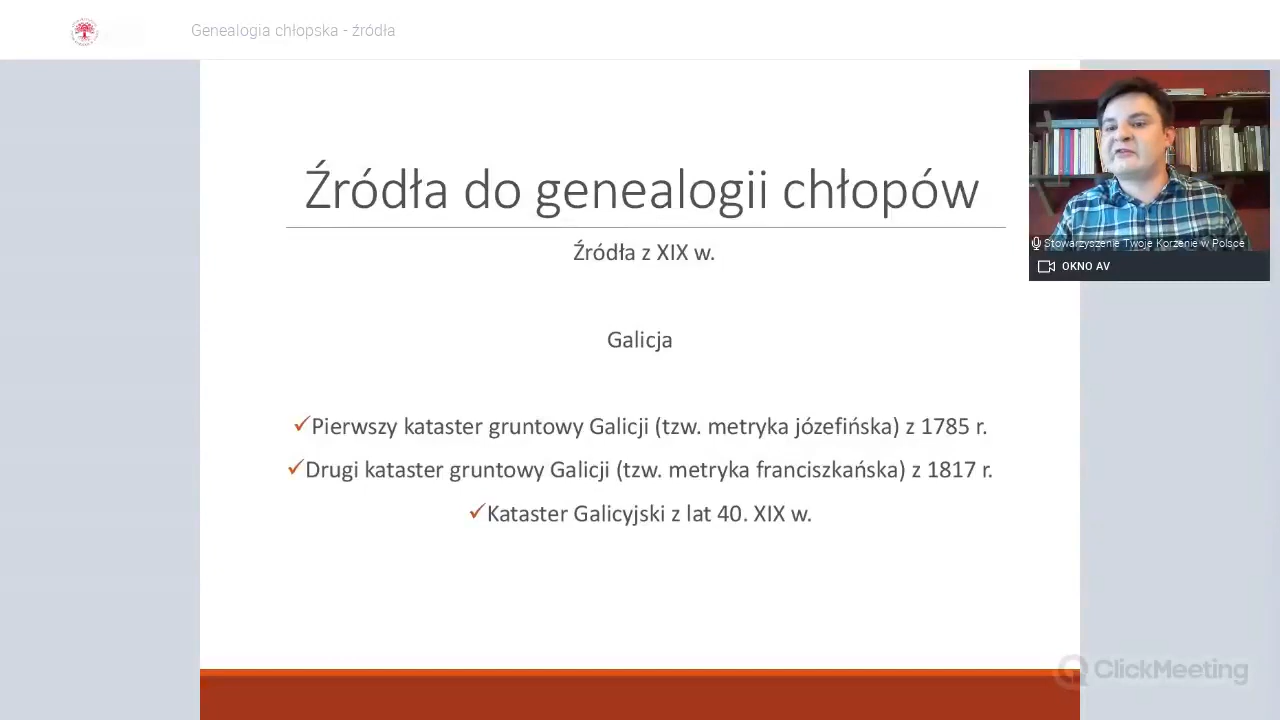 Genealogia chłopska - źródła
Źródła do genealogii chłopów
Źródła z XIX w.
Galicja
✓Pierwszy kataster gruntowy Galicji (tzw. metryka józefińska) z 1785 r.
✓Drugi kataster gruntowy Galicji (tzw. metryka franciszkańska) z 1817 r.
✓Kataster Galicyjski z lat 40. XIX w.
Stowarzyszenie Twoje Korzenie w Polsce
OKNO AV
ClickMeeting